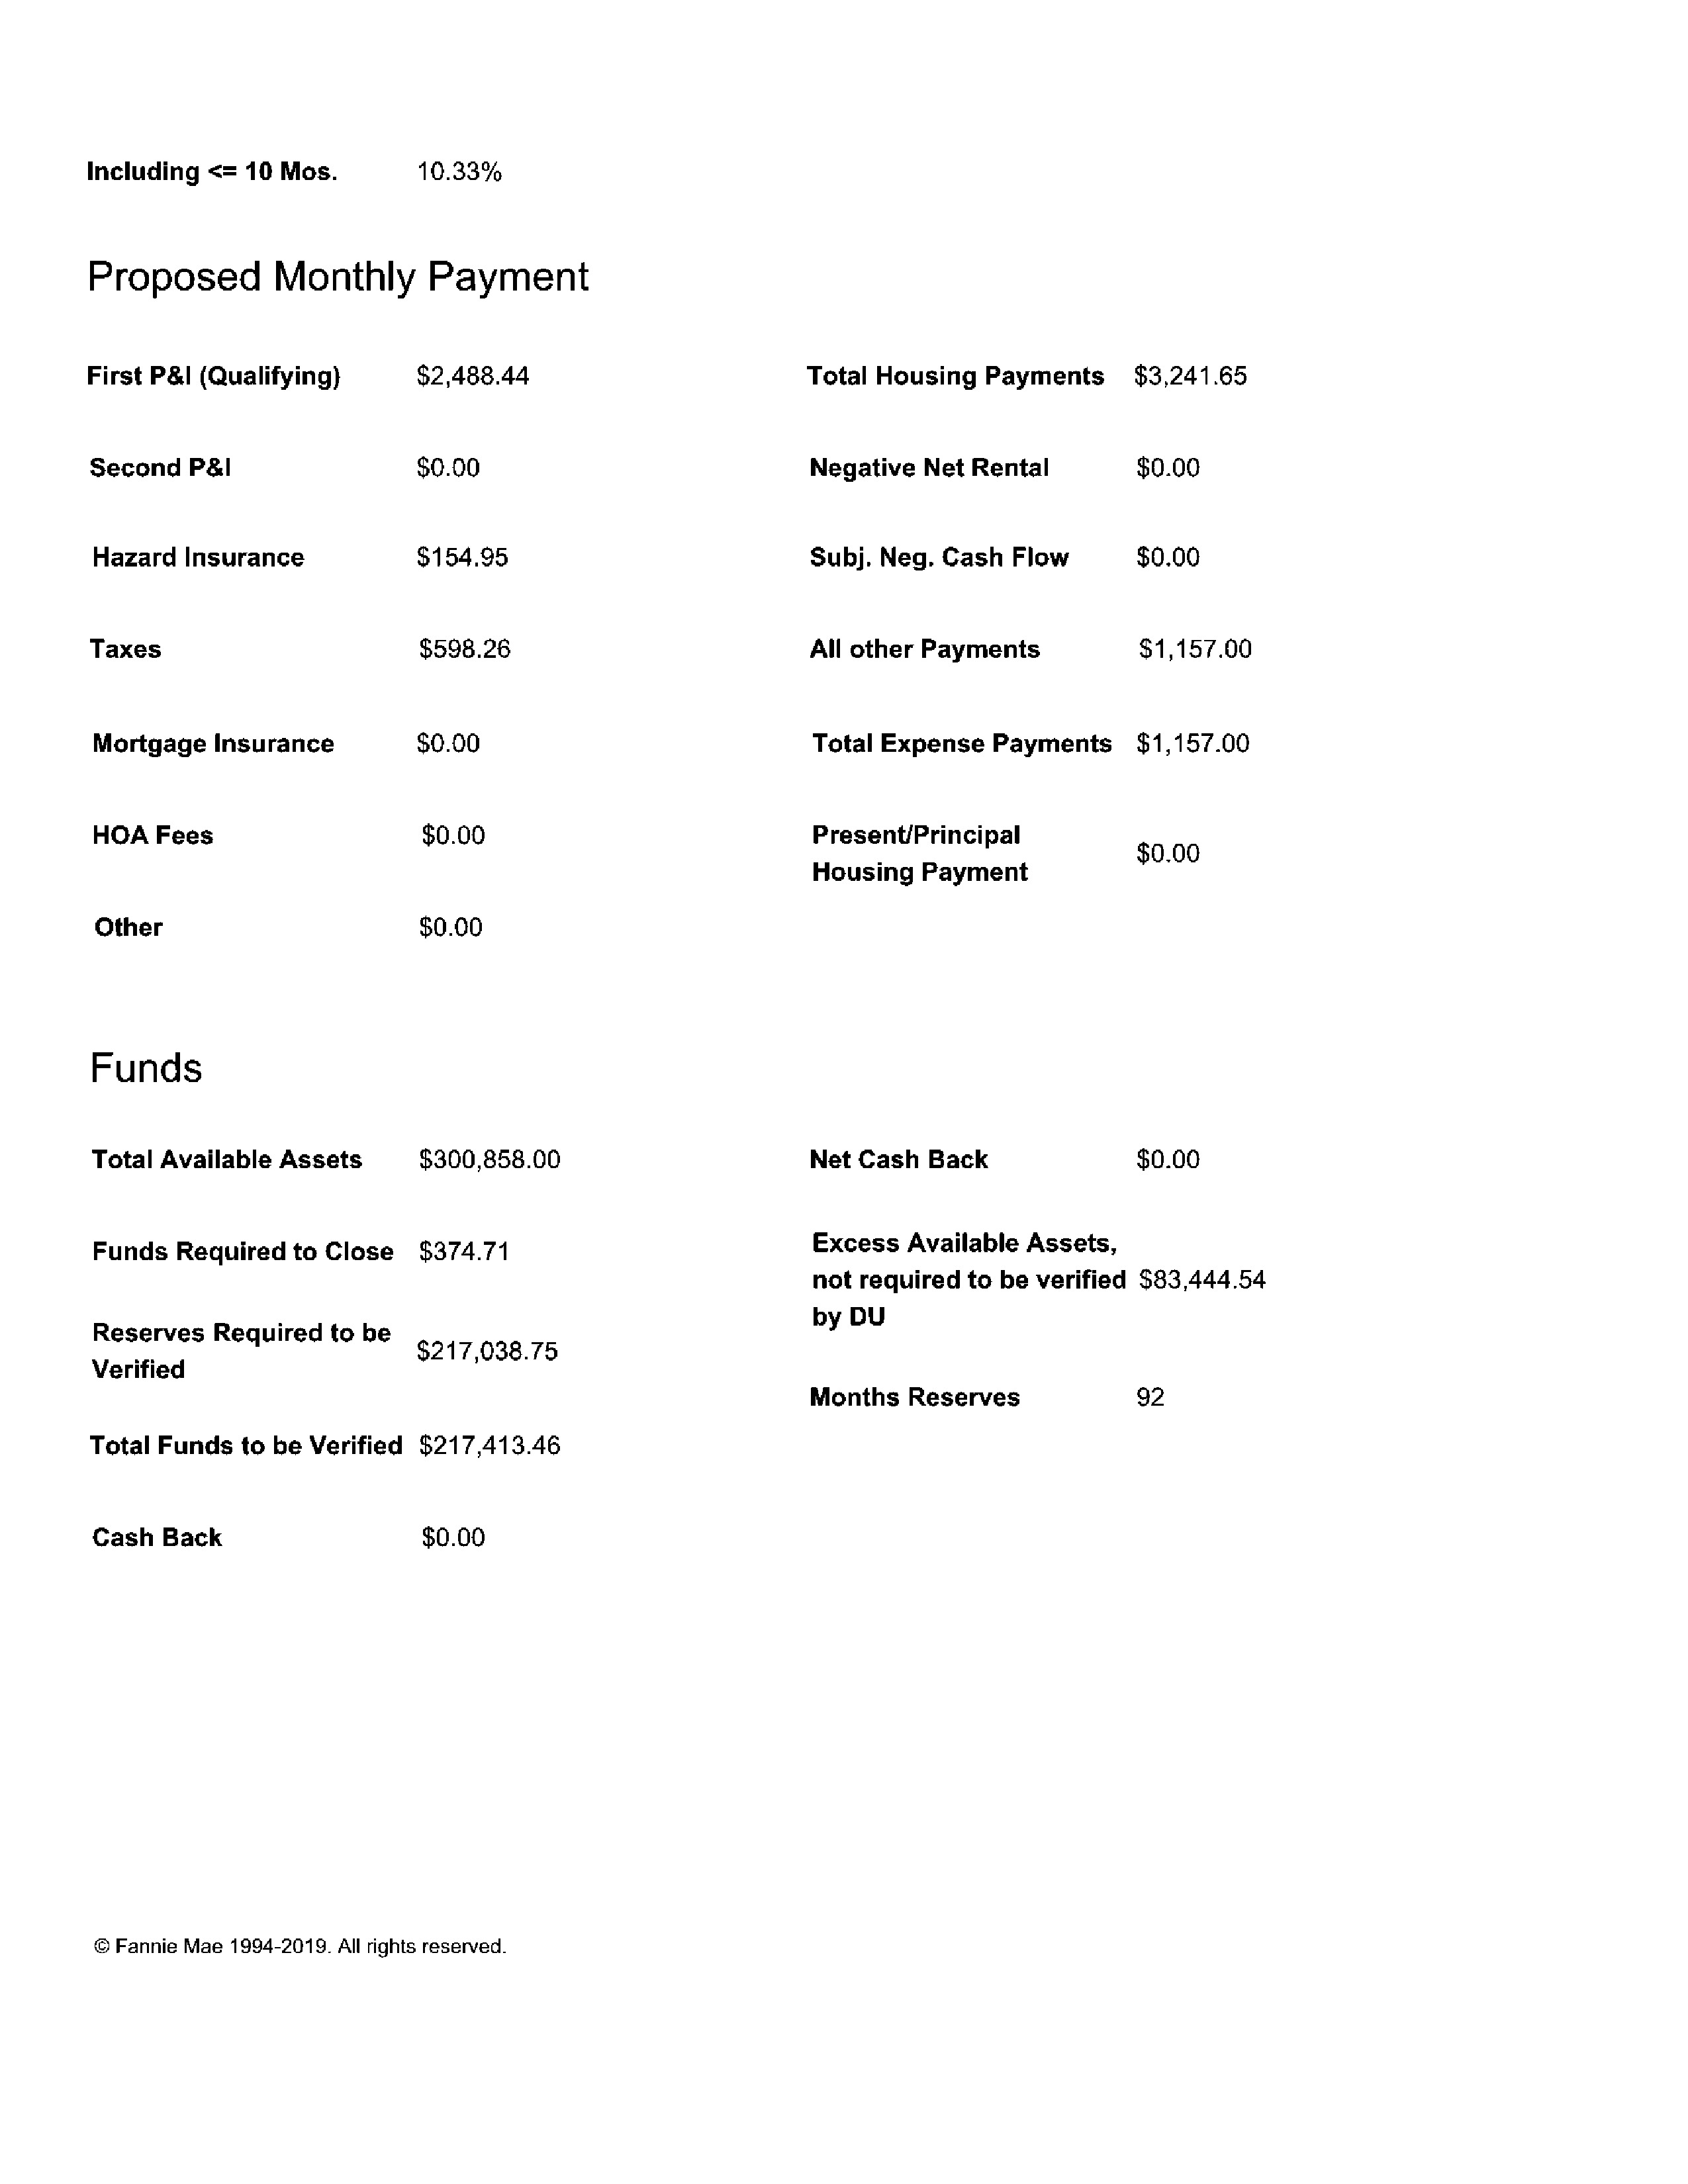 Including <= 10 Mos. 10.33%
Proposed Monthly Payment
First P&I (Qualifying) $2,488.44 Total Housing Payments $3,241.65
Second P&I $0.00 Negative Net Rental $0.00
Hazard Insurance $154.95 Subj. Neg. Cash Flow $0.00
Taxes $598.26 All other Payments $1,157.00
Mortgage Insurance $0.00 Total Expense Payments $1,157.00
HOA Fees $0.00 Present/Principal
Housing Payment $0.00
Other $0.00
Funds
Total Available Assets $300,858.00 Net Cash Back $0.00
Funds Required to Close $374.71 Excess Available Assets,
not required to be verified $83,444.54
by DU
Reserves Required to be
Verified $217,038.75
Months Reserves 92
Total Funds to be Verified $217,413.46
Cash Back $0.00
© Fannie Mae 1994-2019. All rights reserved.